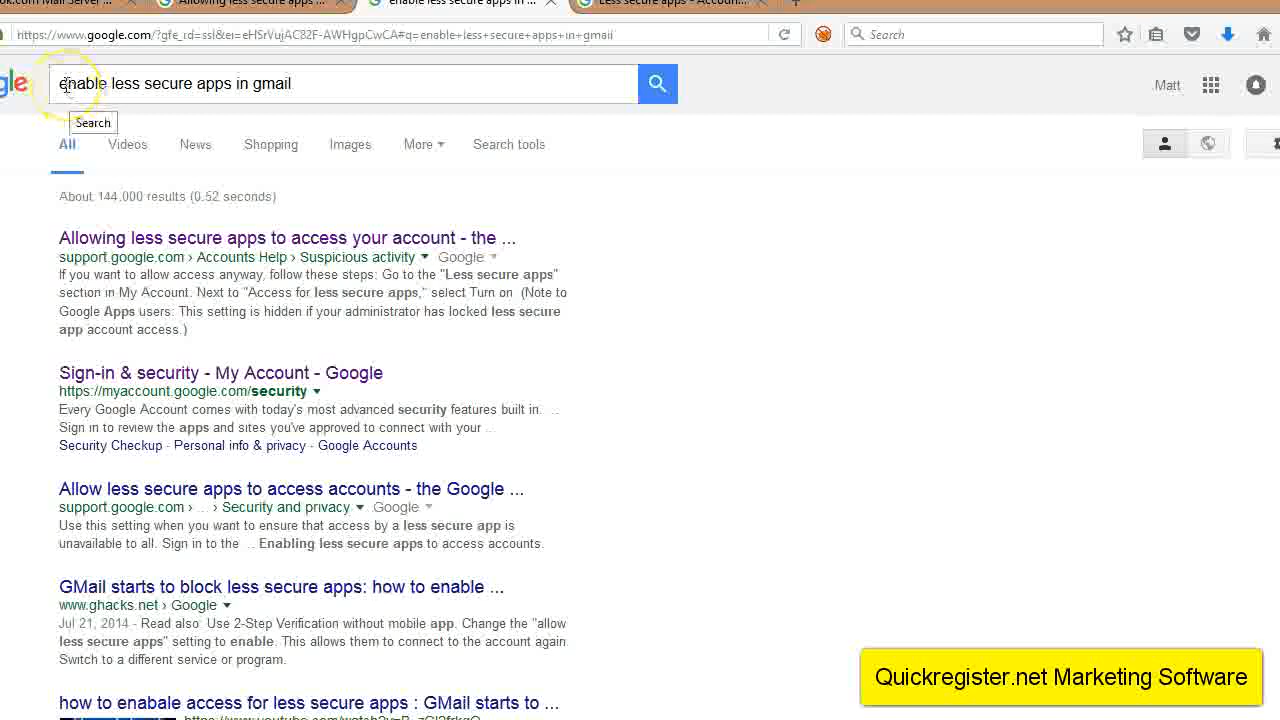 ok.com Mail Server
Allowing less secure apps ...
enable less secure apps in ...
Less secure apps - Accoun...
https://www.google.com/?gfe_rd=ssl&ei=eHSrVujAC82F-AWHgpCwCA#q=enable+less+secure+apps+in+gmail
Search
gle
enable less secure apps in gmail
Matt
Search
All Videos News Shopping Images More Search tools
About 144,000 results (0.52 seconds)
Allowing less secure apps to access your account - the ...
support.google.com › Accounts Help › Suspicious activity Google
If you want to allow access anyway, follow these steps: Go to the "Less secure apps"
section in My Account. Next to "Access for less secure apps," select Turn on. (Note to
Google Apps users: This setting is hidden if your administrator has locked less secure
app account access.)
Sign-in & security - My Account - Google
https://myaccount.google.com/security
Every Google Account comes with today's most advanced security features built in. ...
Sign in to review the apps and sites you've approved to connect with your ...
Security Checkup - Personal info & privacy - Google Accounts
Allow less secure apps to access accounts - the Google ...
support.google.com › ... › Security and privacy Google
Use this setting when you want to ensure that access by a less secure app is
unavailable to all. Sign in to the ... Enabling less secure apps to access accounts.
GMail starts to block less secure apps: how to enable ...
www.ghacks.net › Google
Jul 21, 2014 - Read also: Use 2-Step Verification without mobile app. Change the "allow
less secure apps" setting to enable. This allows them to connect to the account again.
Switch to a different service or program.
how to enabale access for less secure apps : GMail starts to ...
Quickregister.net Marketing Software